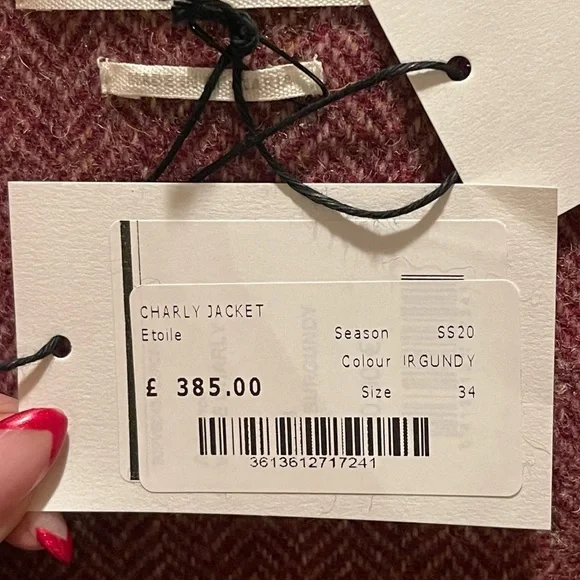 CHARLY JACKET
Etoile
Season SS20
Colour IRGUNDY
£ 385.00
Size 34
3613612717241